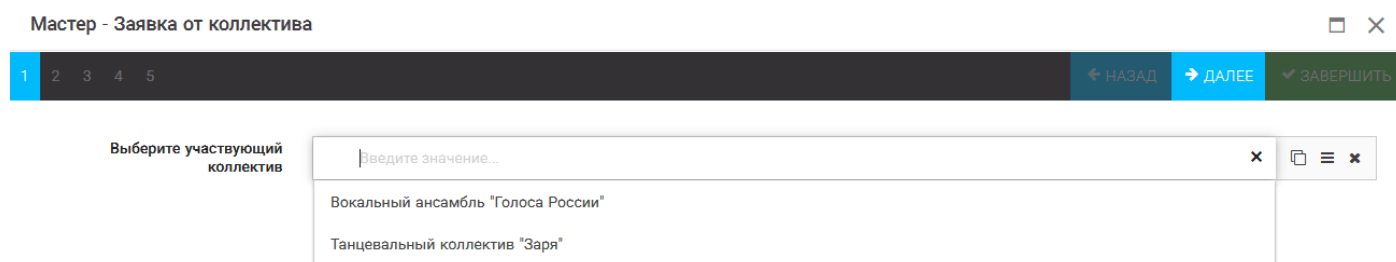 Мастер - Заявка от коллектива
1 2 3 4 5 НАЗАД ДАЛЕЕ ЗАВЕРШИТЬ
Выберите участвующий
коллектив
Введите значение...
Вокальный ансамбль "Голоса России"
Танцевальный коллектив "Заря"